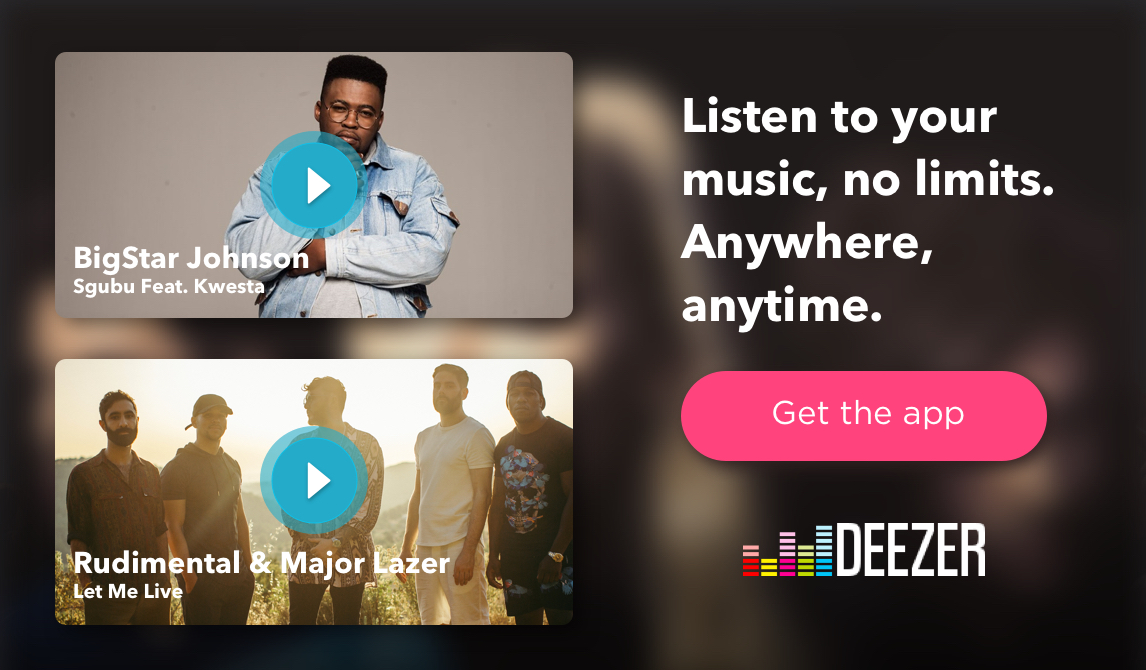 BigStar Johnson
Sgubu Feat. Kwesta
Rudimental & Major Lazer
Let Me Live
Listen to your
music, no limits.
Anywhere,
anytime.
Get the app
DEEZER